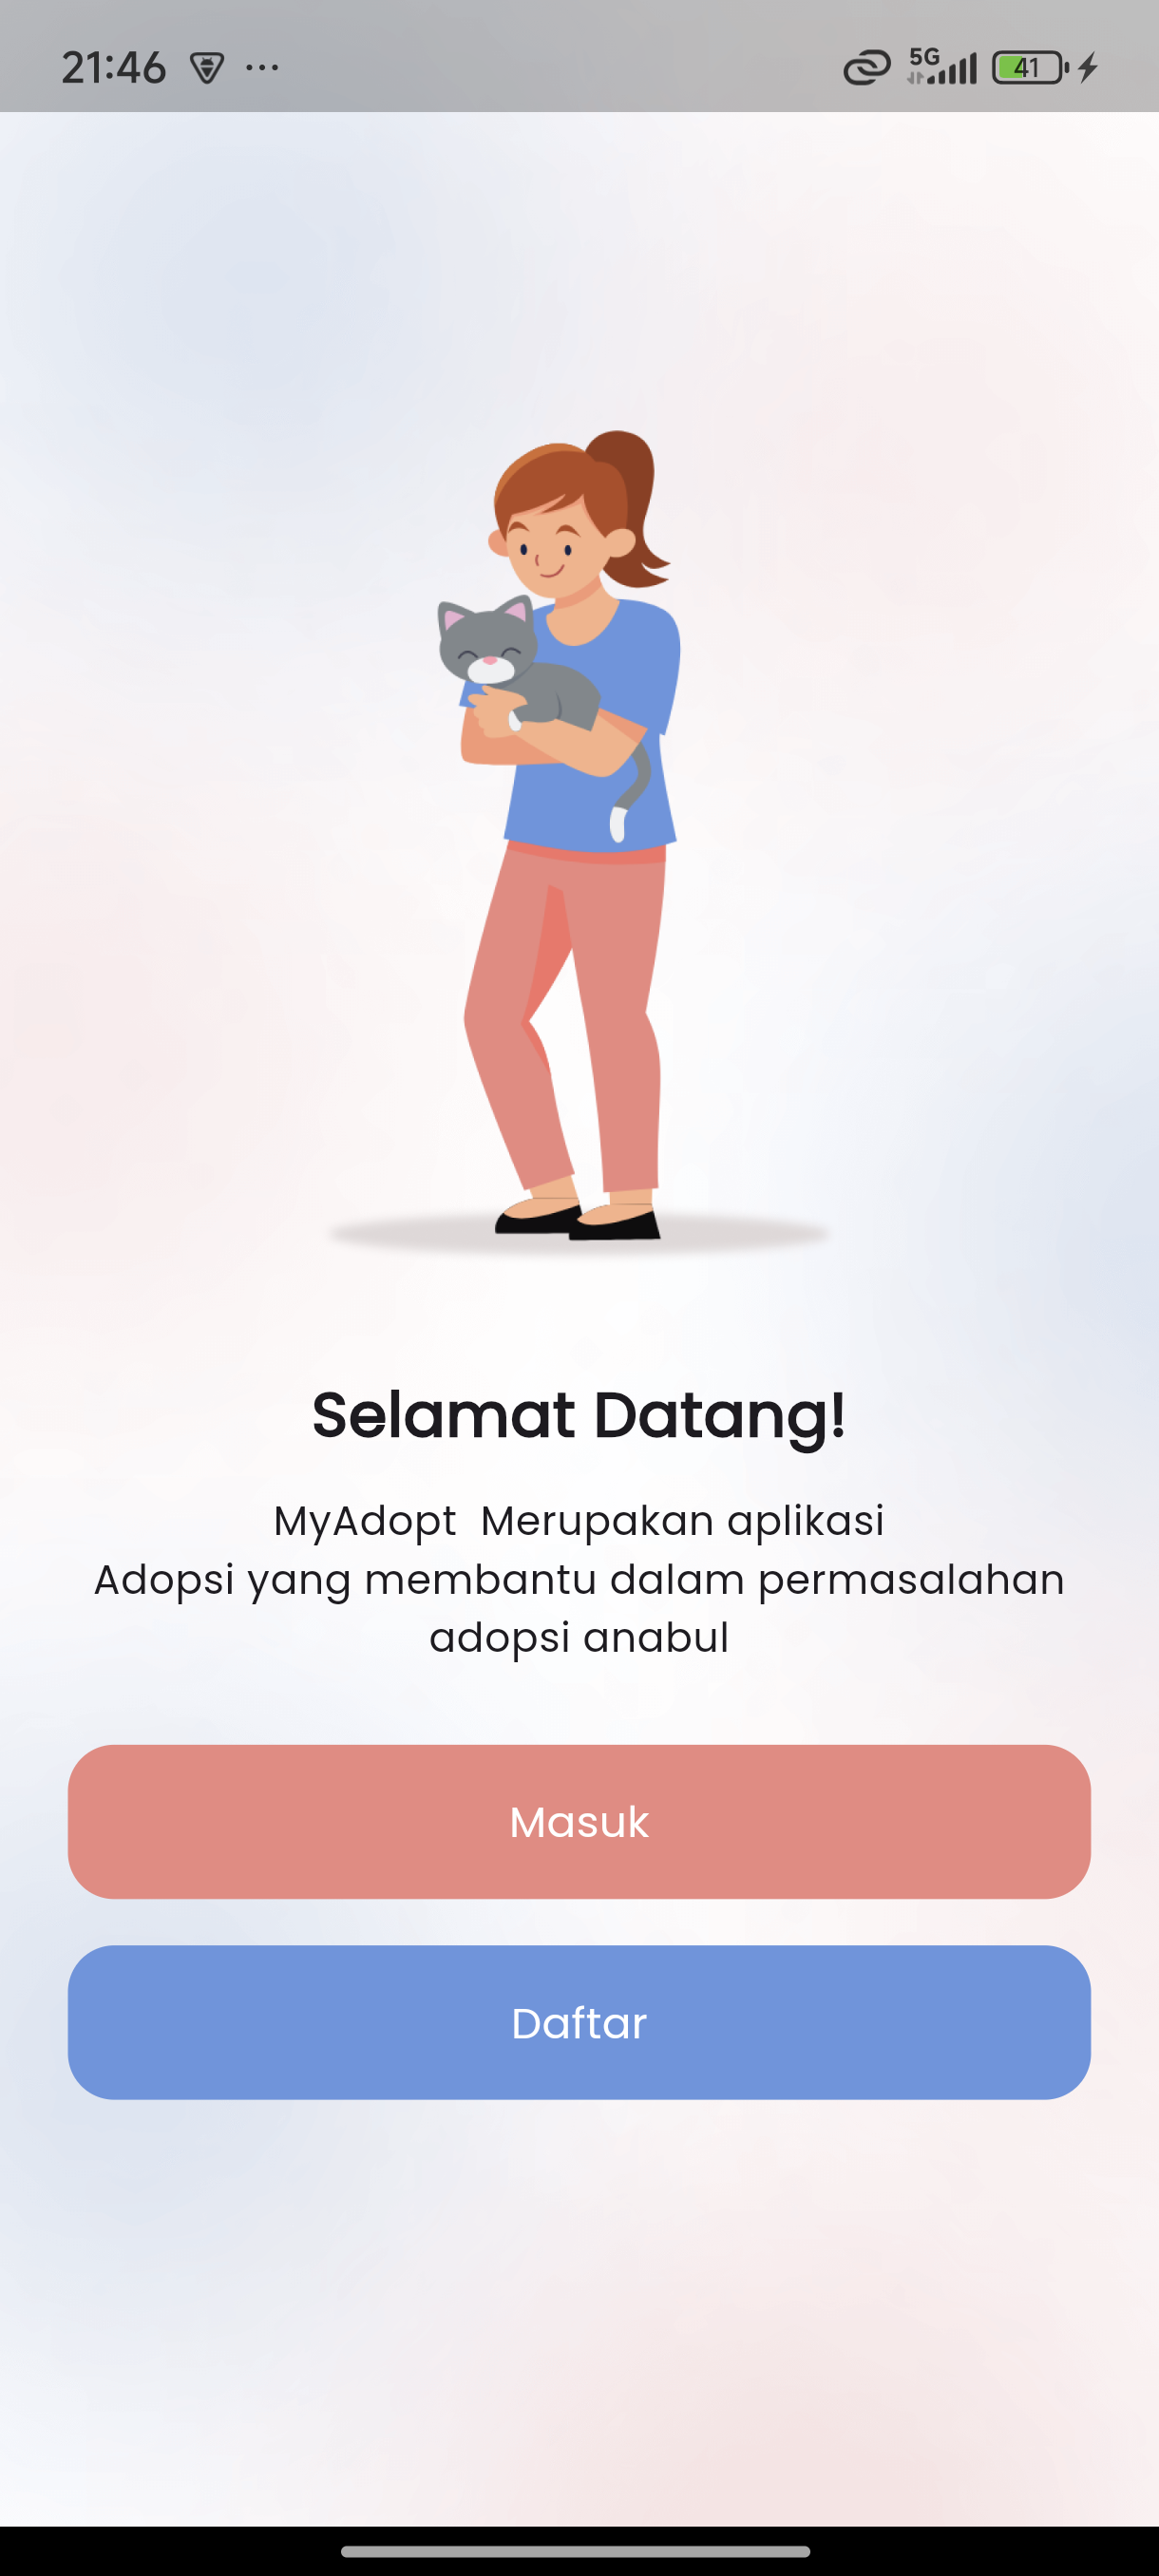 21:46
5G
41
Selamat Datang!
MyAdopt  Merupakan aplikasi
Adopsi yang membantu dalam permasalahan
adopsi anabul
Masuk
Daftar